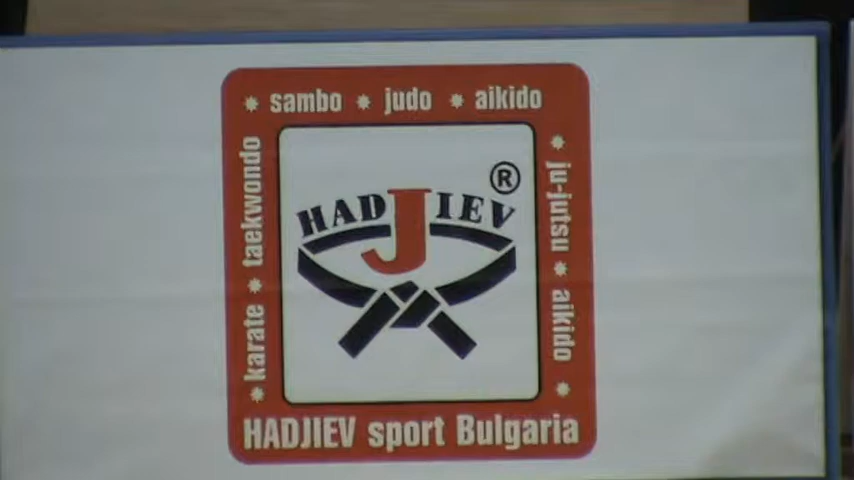 sambo * judo * aikido
karate * taekwondo
ju-jutsu * aikido
HADJIEV ®
HADJIEV sport Bulgaria